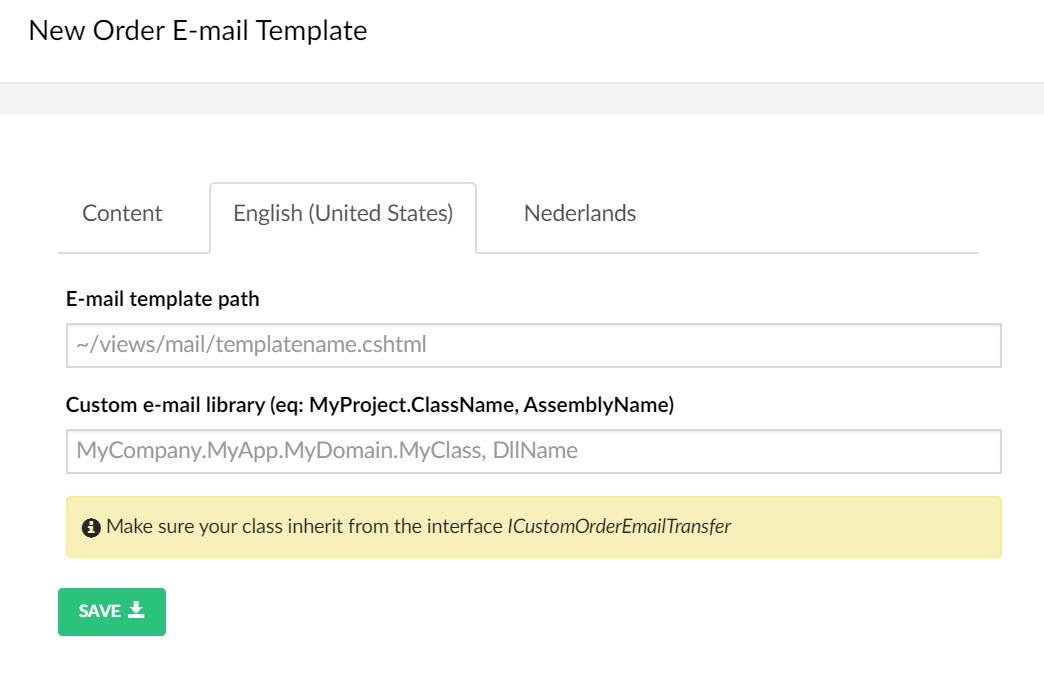 New Order E-mail Template
Content
English (United States)
Nederlands
E-mail template path
~/views/mail/templatename.cshtml
Custom e-mail library (eq: MyProject.ClassName, AssemblyName)
MyCompany.MyApp.MyDomain.MyClass, DllName
Make sure your class inherit from the interface ICustomOrderEmailTransfer
SAVE